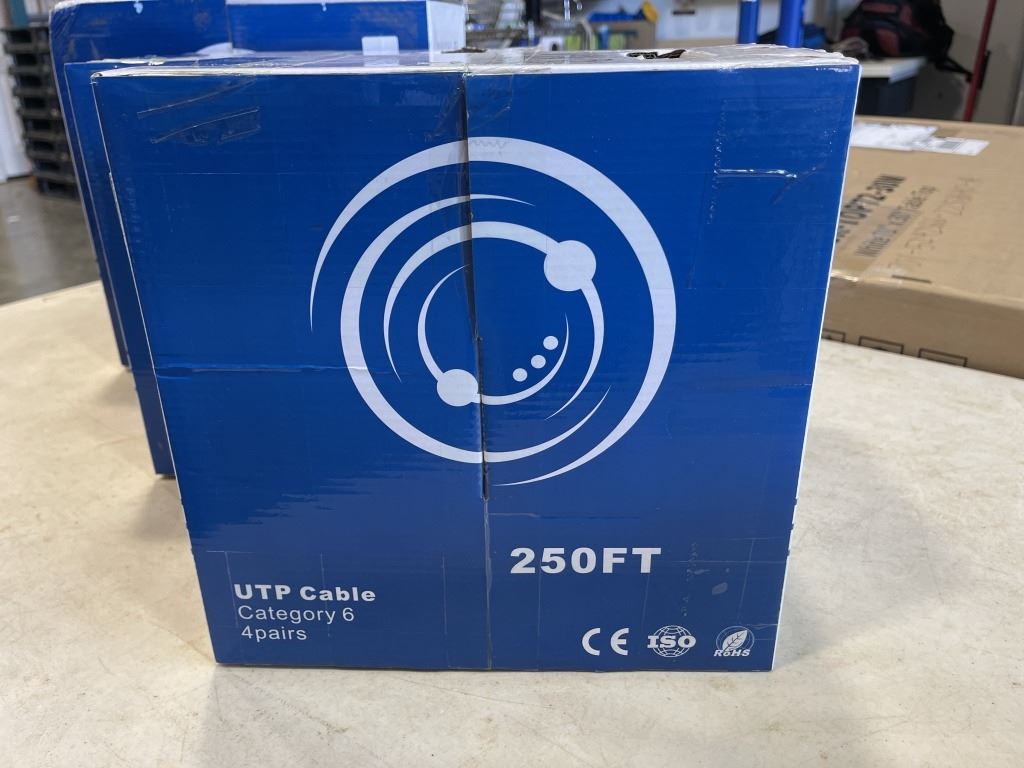 250FT
UTP Cable
Category 6
4pairs
CE ISO RoHS